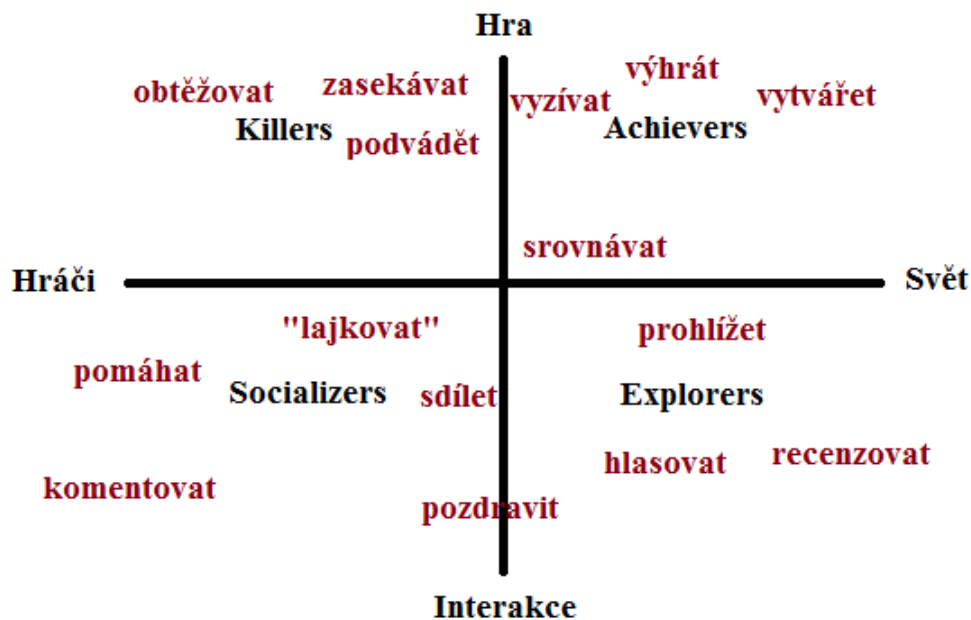 Hra
výhrát
obtěžovat
zasekávat
vyzívat
vytvářet
Killers
Achievers
podvádět
srovnávat
Hráči
Svět
"lajkovat"
prohlížet
pomáhat
Socializers
sdílet
Explorers
hlasovat
recenzovat
komentovat
pozdravit
Interakce